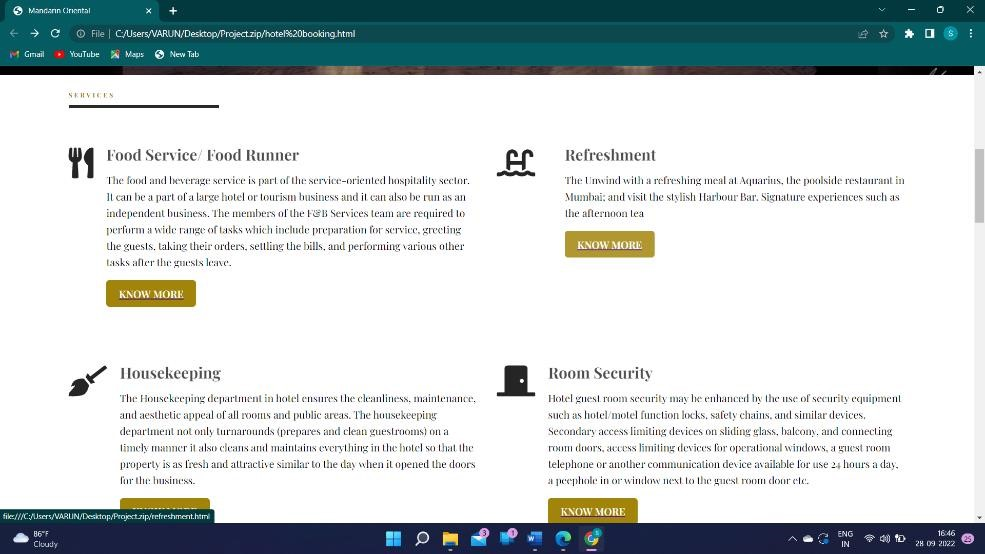 Mandarin Oriental
File
C:/Users/VARUN/Desktop/Project.zip/hotel%20booking.html
S
Gmail
YouTube
Maps
New Tab
SERVICES
Food Service/ Food Runner
The food and beverage service is part of the service-oriented hospitality sector.
It can be a part of a large hotel or tourism business and it can also be run as an
independent business. The members of the F&B Services team are required to
perform a wide range of tasks which include preparation for service, greeting
the guests, taking their orders, settling the bills, and performing various other
tasks after the guests leave.
KNOW MORE
Refreshment
The Unwind with a refreshing meal at Aquarius, the poolside restaurant in
Mumbai; and visit the stylish Harbour Bar. Signature experiences such as
the afternoon tea
KNOW MORE
Housekeeping
The Housekeeping department in hotel ensures the cleanliness, maintenance,
and aesthetic appeal of all rooms and public areas. The housekeeping
department not only turnarounds (prepares and clean guestrooms) on a
timely manner it also cleans and maintains everything in the hotel so that the
property is as fresh and attractive similar to the day when it opened the doors
for the business.
KNOW MORE
Room Security
Hotel guest room security may be enhanced by the use of security equipment
such as hotel/motel function locks, safety chains, and similar devices.
Secondary access limiting devices on sliding glass, balcony, and connecting
room doors, access limiting devices for operational windows, a guest room
telephone or another communication device available for use 24 hours a day,
a peephole in or window next to the guest room door etc.
KNOW MORE
file:///C:/Users/VARUN/Desktop/Project.zip/refreshment.html
86°F
Cloudy
3
1
ENG
IN
16:46
28-09-2022
25